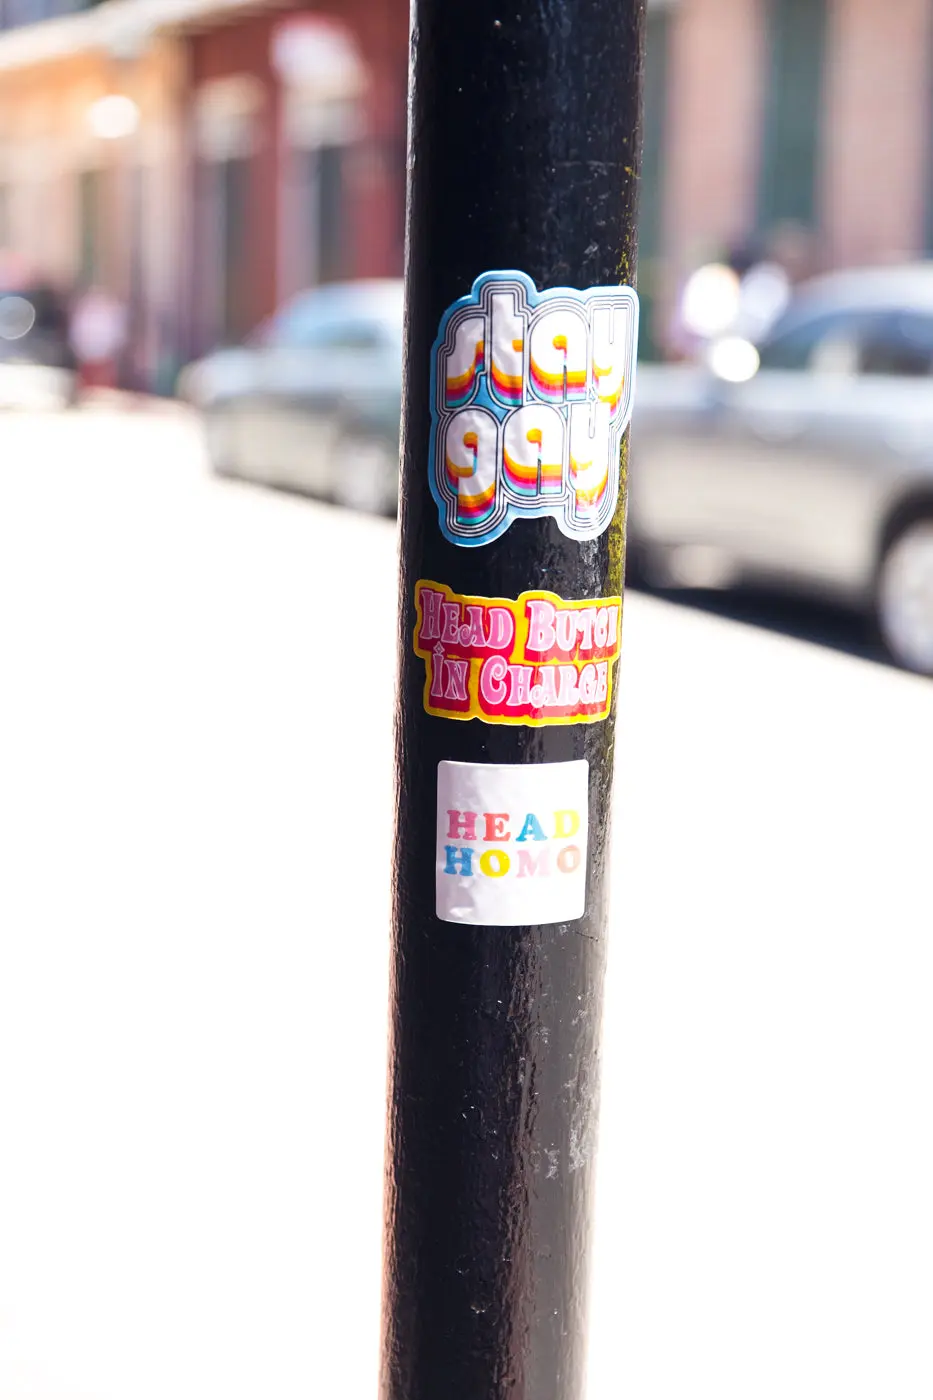 stay
gay
HEAD BUTCH
IN CHARGE
HEAD
HOMO